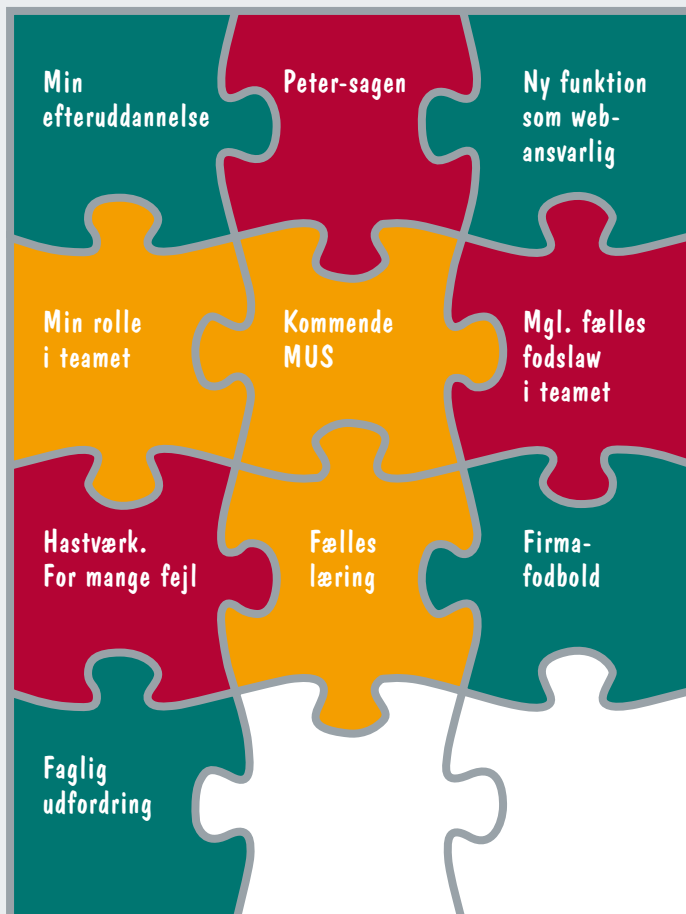 Min
efteruddannelse
Peter-sagen
Ny funktion
som web-
ansvarlig
Min rolle
i teamet
Kommende
MUS
Mgl. fælles
fodslaw
i teamet
Hastværk.
For mange fejl
Fælles
læring
Firma-
fodbold
Faglig
udfordring